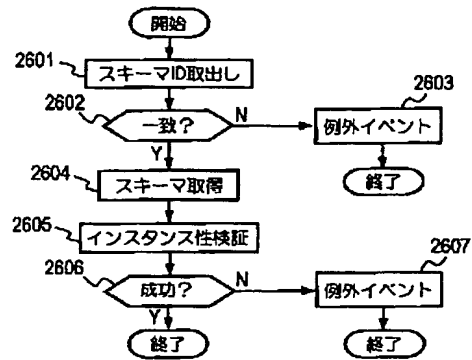 開始
2601
スキーマID取出し
2602
一致?
N
2603
例外イベント
Y
終了
2604
スキーマ取得
2605
インスタンス性検証
2606
成功?
N
2607
例外イベント
Y
終了
終了